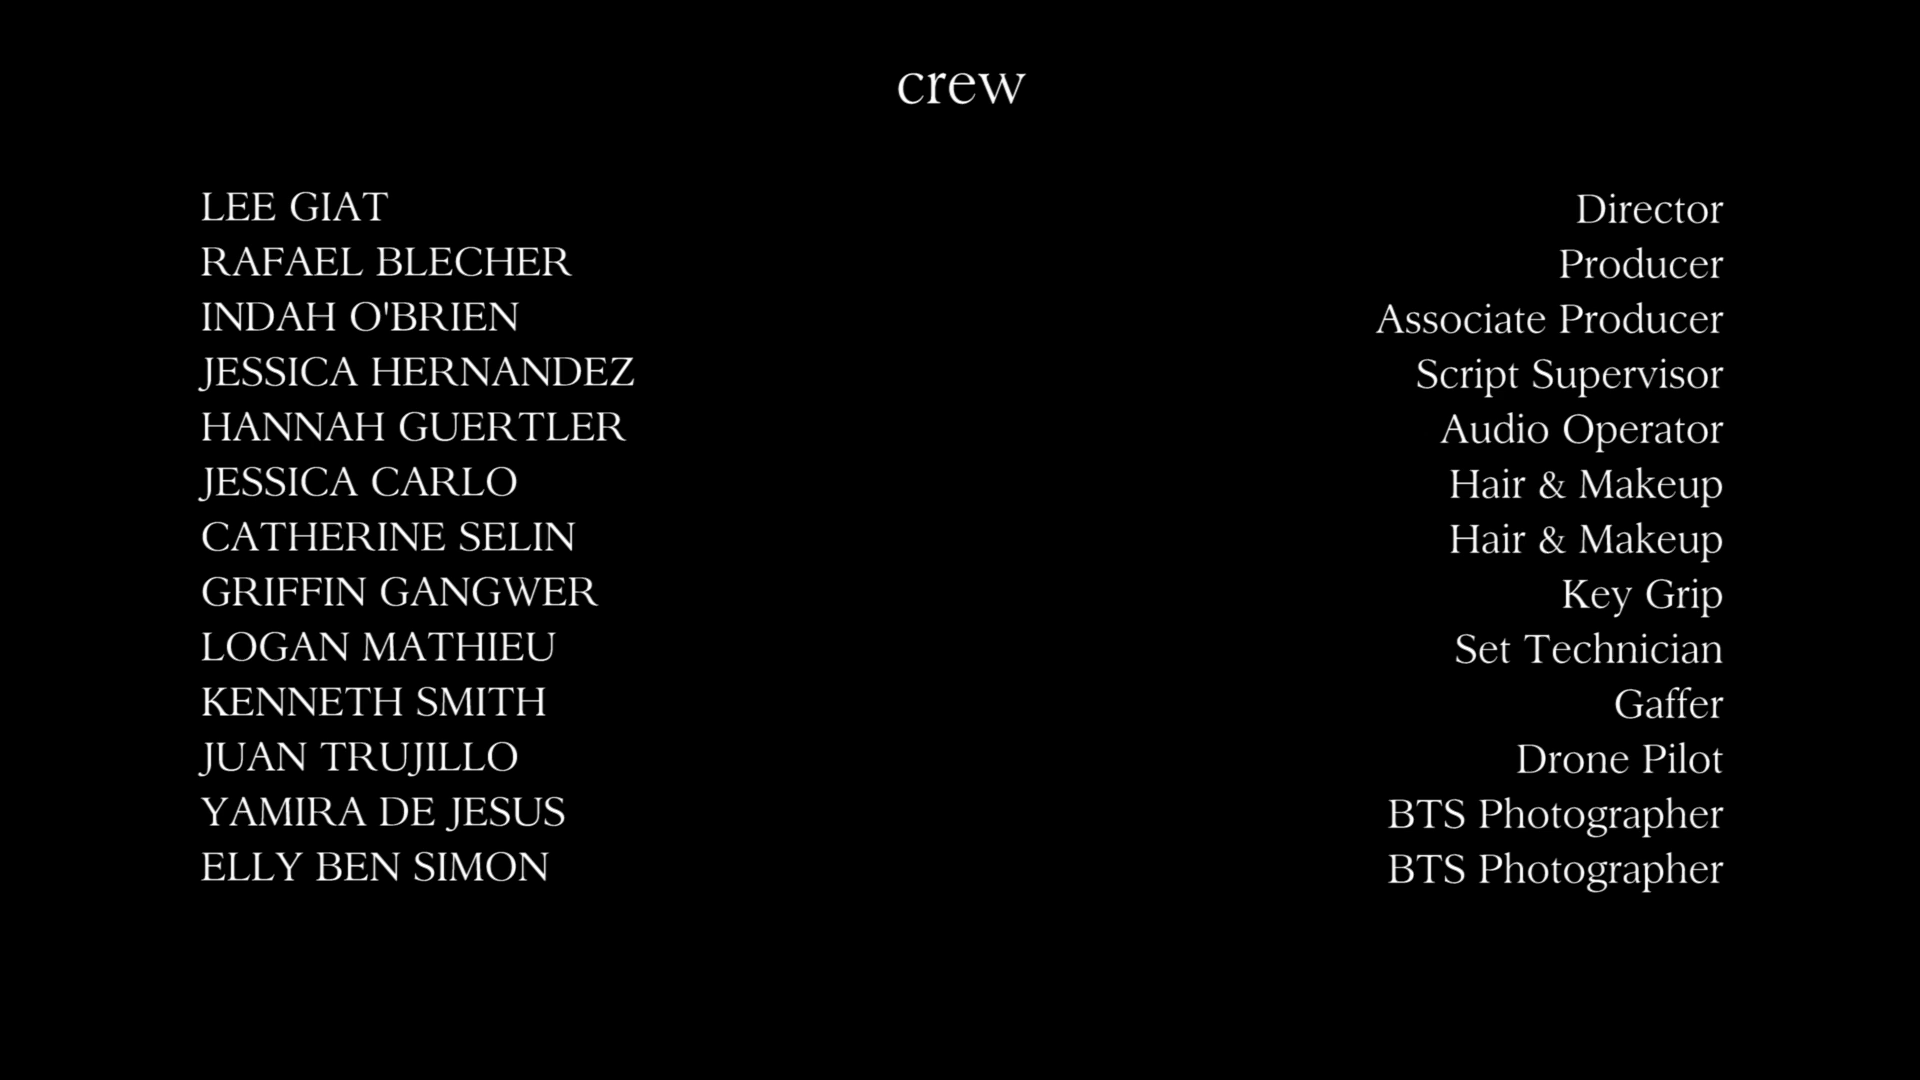 crew
LEE GIAT Director
RAFAEL BLECHER Producer
INDAH O'BRIEN Associate Producer
JESSICA HERNANDEZ Script Supervisor
HANNAH GUERTLER Audio Operator
JESSICA CARLO Hair & Makeup
CATHERINE SELIN Hair & Makeup
GRIFFIN GANGWER Key Grip
LOGAN MATHIEU Set Technician
KENNETH SMITH Gaffer
JUAN TRUJILLO Drone Pilot
YAMIRA DE JESUS BTS Photographer
ELLY BEN SIMON BTS Photographer